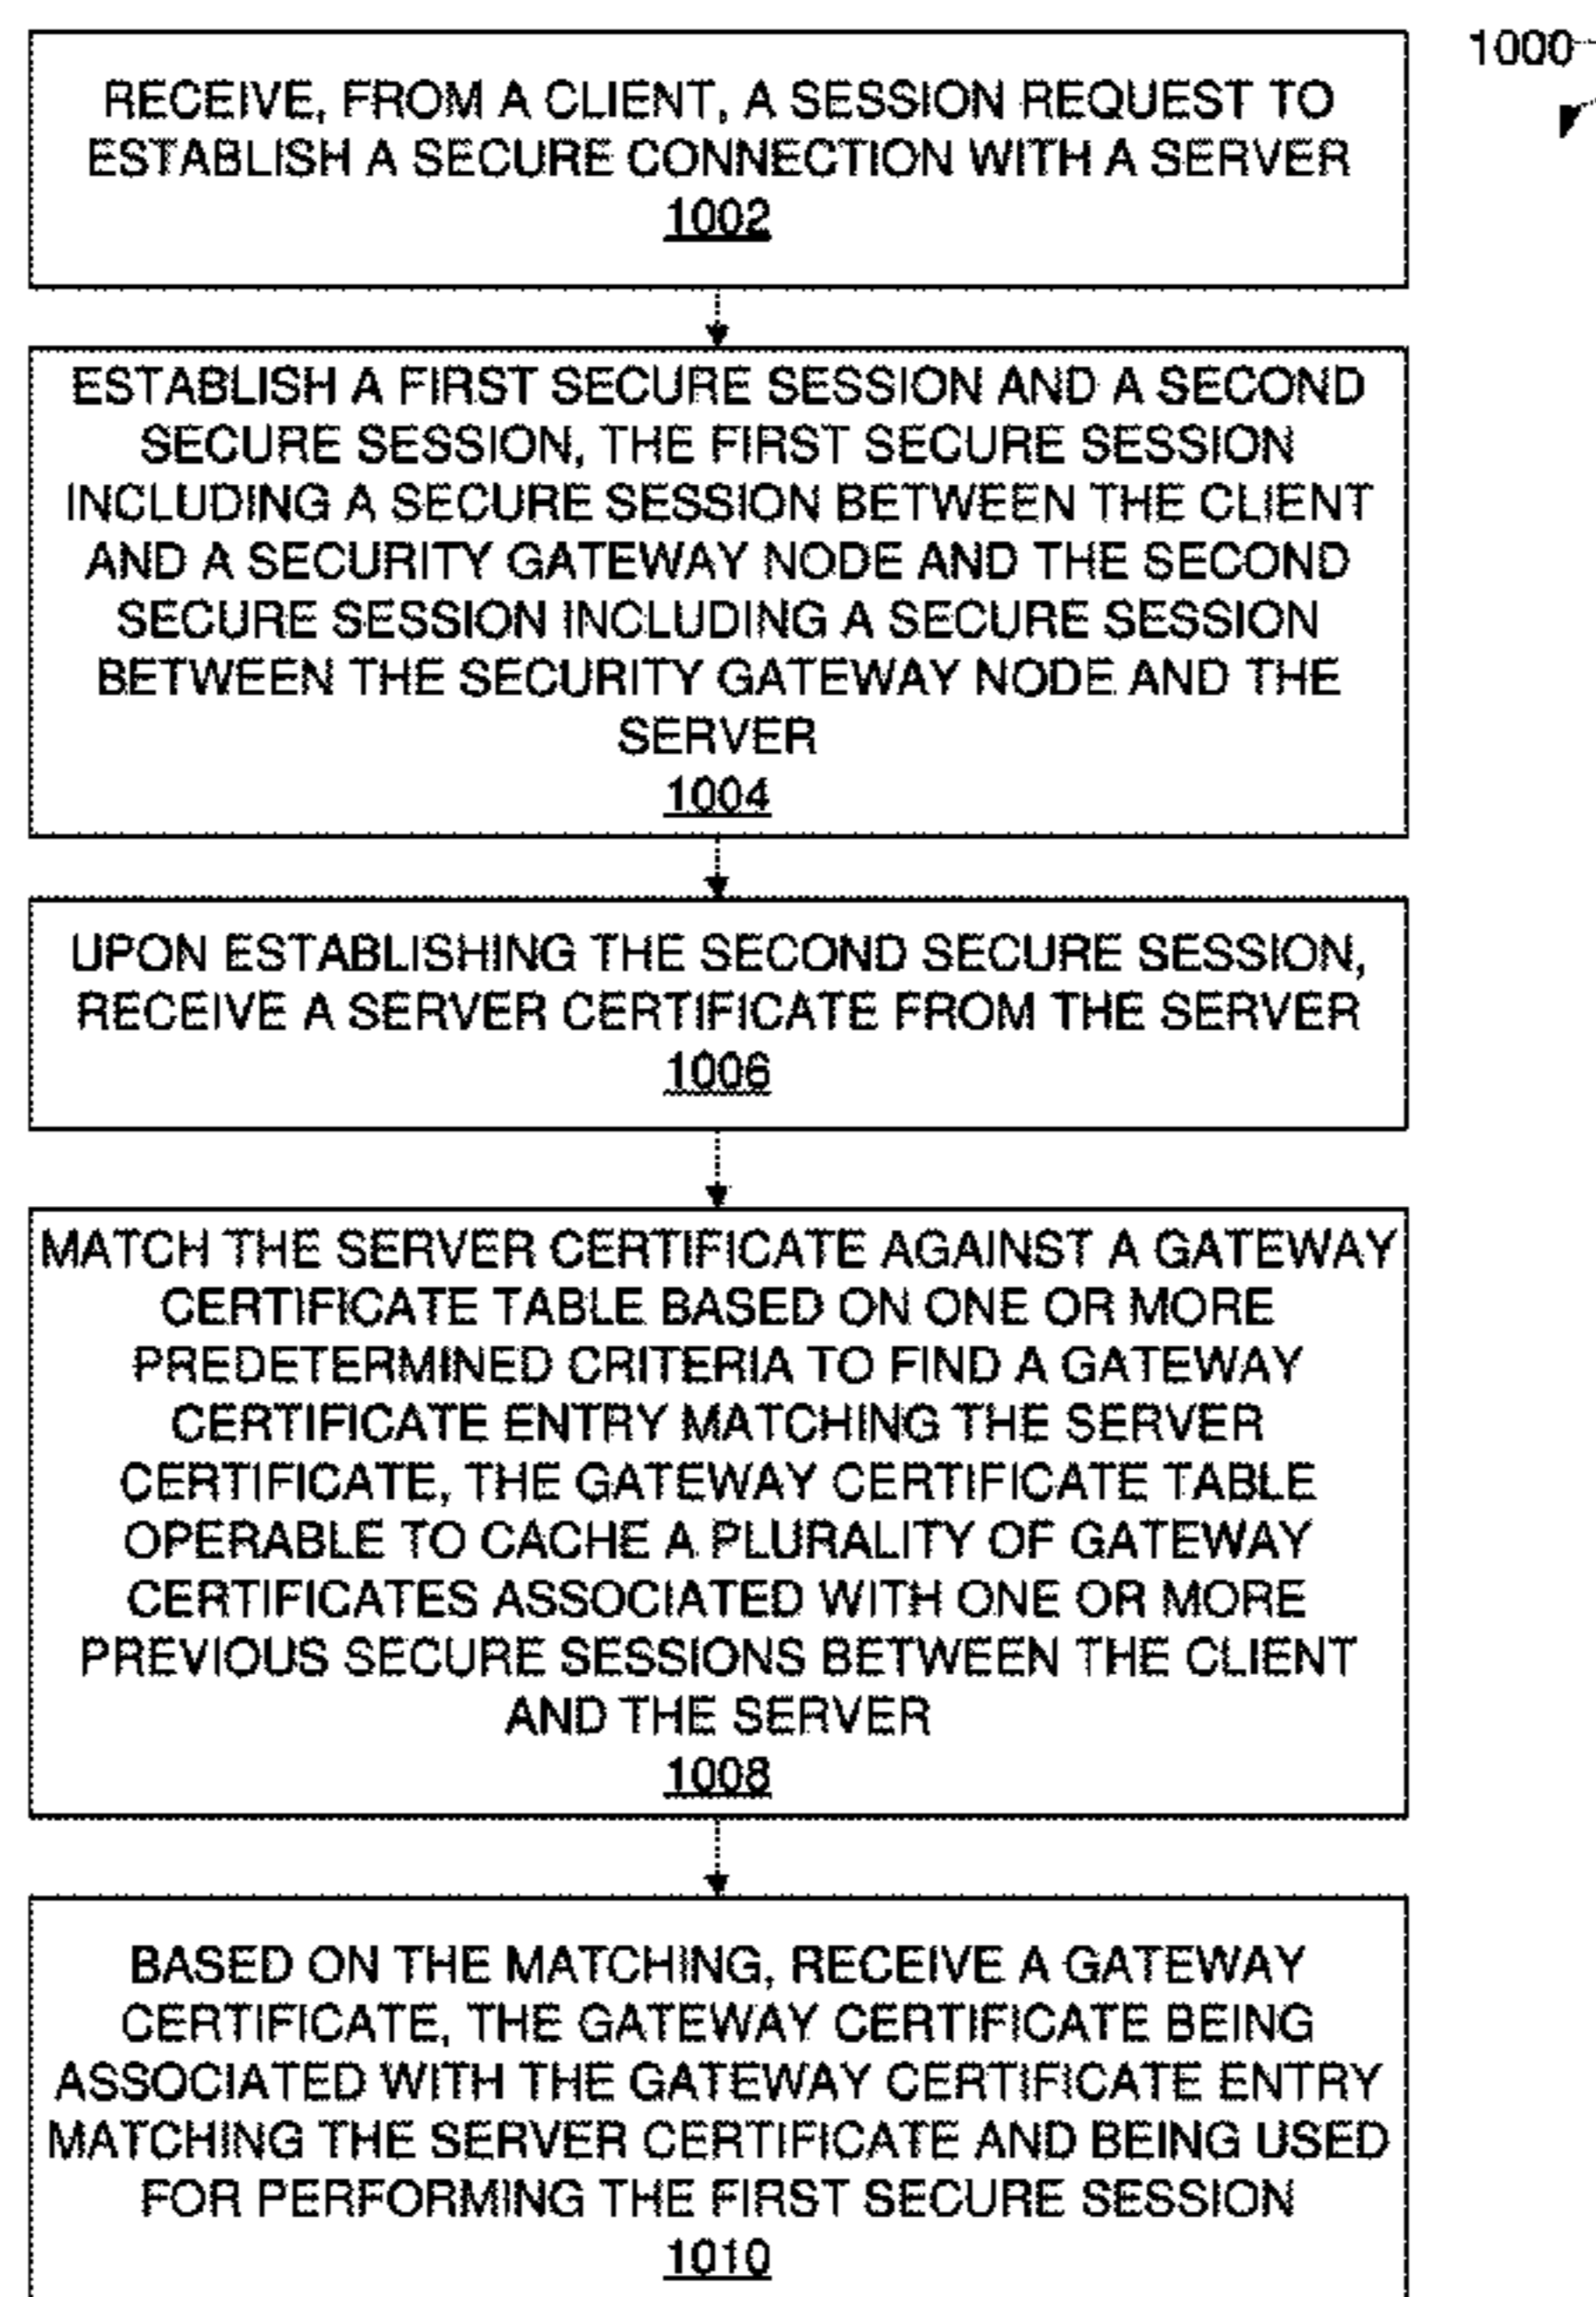 1000
RECEIVE, FROM A CLIENT, A SESSION REQUEST TO
ESTABLISH A SECURE CONNECTION WITH A SERVER
1002
ESTABLISH A FIRST SECURE SESSION AND A SECOND
SECURE SESSION, THE FIRST SECURE SESSION
INCLUDING A SECURE SESSION BETWEEN THE CLIENT
AND A SECURITY GATEWAY NODE AND THE SECOND
SECURE SESSION INCLUDING A SECURE SESSION
BETWEEN THE SECURITY GATEWAY NODE AND THE
SERVER
1004
UPON ESTABLISHING THE SECOND SECURE SESSION,
RECEIVE A SERVER CERTIFICATE FROM THE SERVER
1006
MATCH THE SERVER CERTIFICATE AGAINST A GATEWAY
CERTIFICATE TABLE BASED ON ONE OR MORE
PREDETERMINED CRITERIA TO FIND A GATEWAY
CERTIFICATE ENTRY MATCHING THE SERVER
CERTIFICATE, THE GATEWAY CERTIFICATE TABLE
OPERABLE TO CACHE A PLURALITY OF GATEWAY
CERTIFICATES ASSOCIATED WITH ONE OR MORE
PREVIOUS SECURE SESSIONS BETWEEN THE CLIENT
AND THE SERVER
1008
BASED ON THE MATCHING, RECEIVE A GATEWAY
CERTIFICATE, THE GATEWAY CERTIFICATE BEING
ASSOCIATED WITH THE GATEWAY CERTIFICATE ENTRY
MATCHING THE SERVER CERTIFICATE AND BEING USED
FOR PERFORMING THE FIRST SECURE SESSION
1010